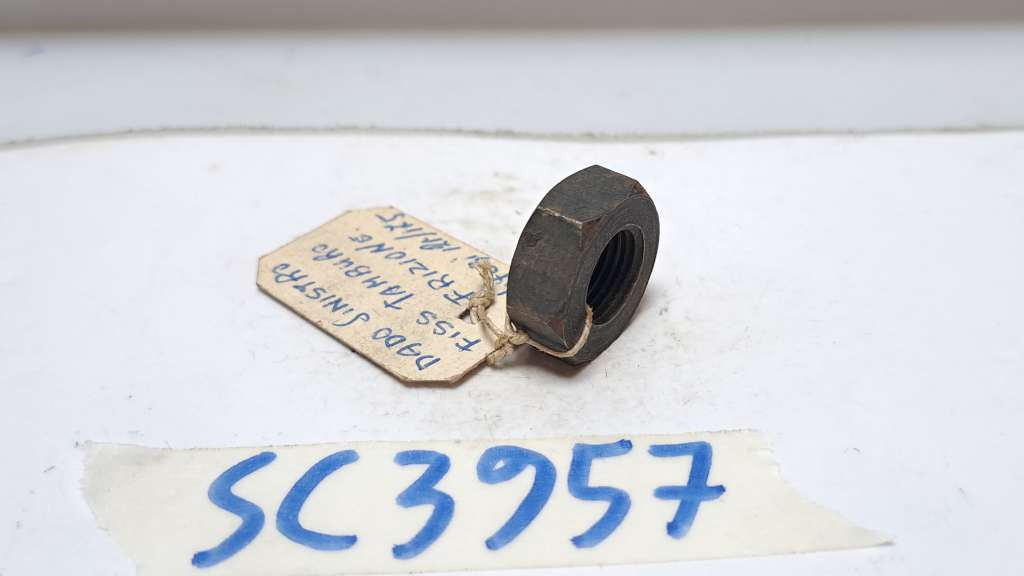 DADO SINISTRO
FISS TAMBURO
FRIZIONE
SC3957